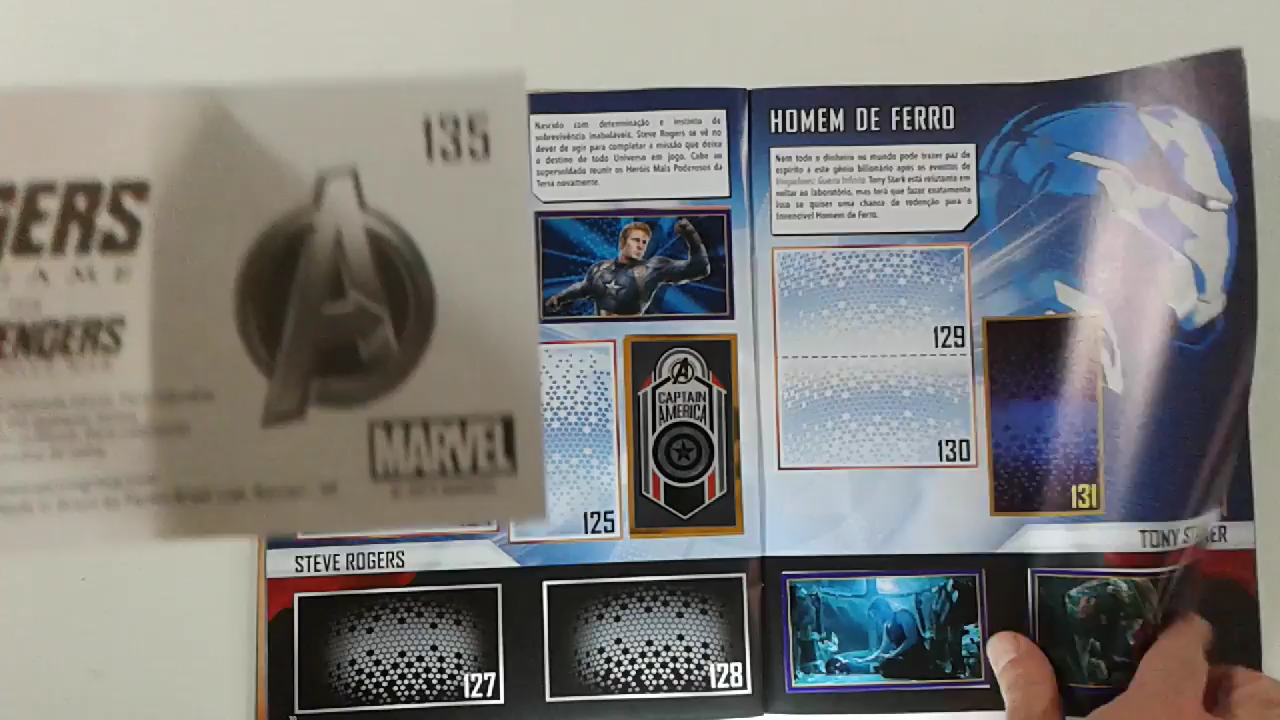 135
GERS
GAME
ENGERS
MARVEL
Nascido com determinação e instinto de
sobrevivência inabaláveis, Steve Rogers se vê no
dever de agir para completar a missão que deixa
o destino de todo Universo em jogo. Cabe ao
supersoldado reunir os Heróis Mais Poderosos da
Terra novamente.
CAPTAIN
AMERICA
125
STEVE ROGERS
127
128
HOMEM DE FERRO
Nem todo o dinheiro no mundo pode trazer paz de
espírito a este gênio bilionário após os eventos de
Vingadores: Guerra Infinita. Tony Stark está relutante em
voltar ao laboratório, mas terá que fazer exatamente
isso se quiser uma chance de redenção para o
Invencível Homem de Ferro.
129
130
131
TONY